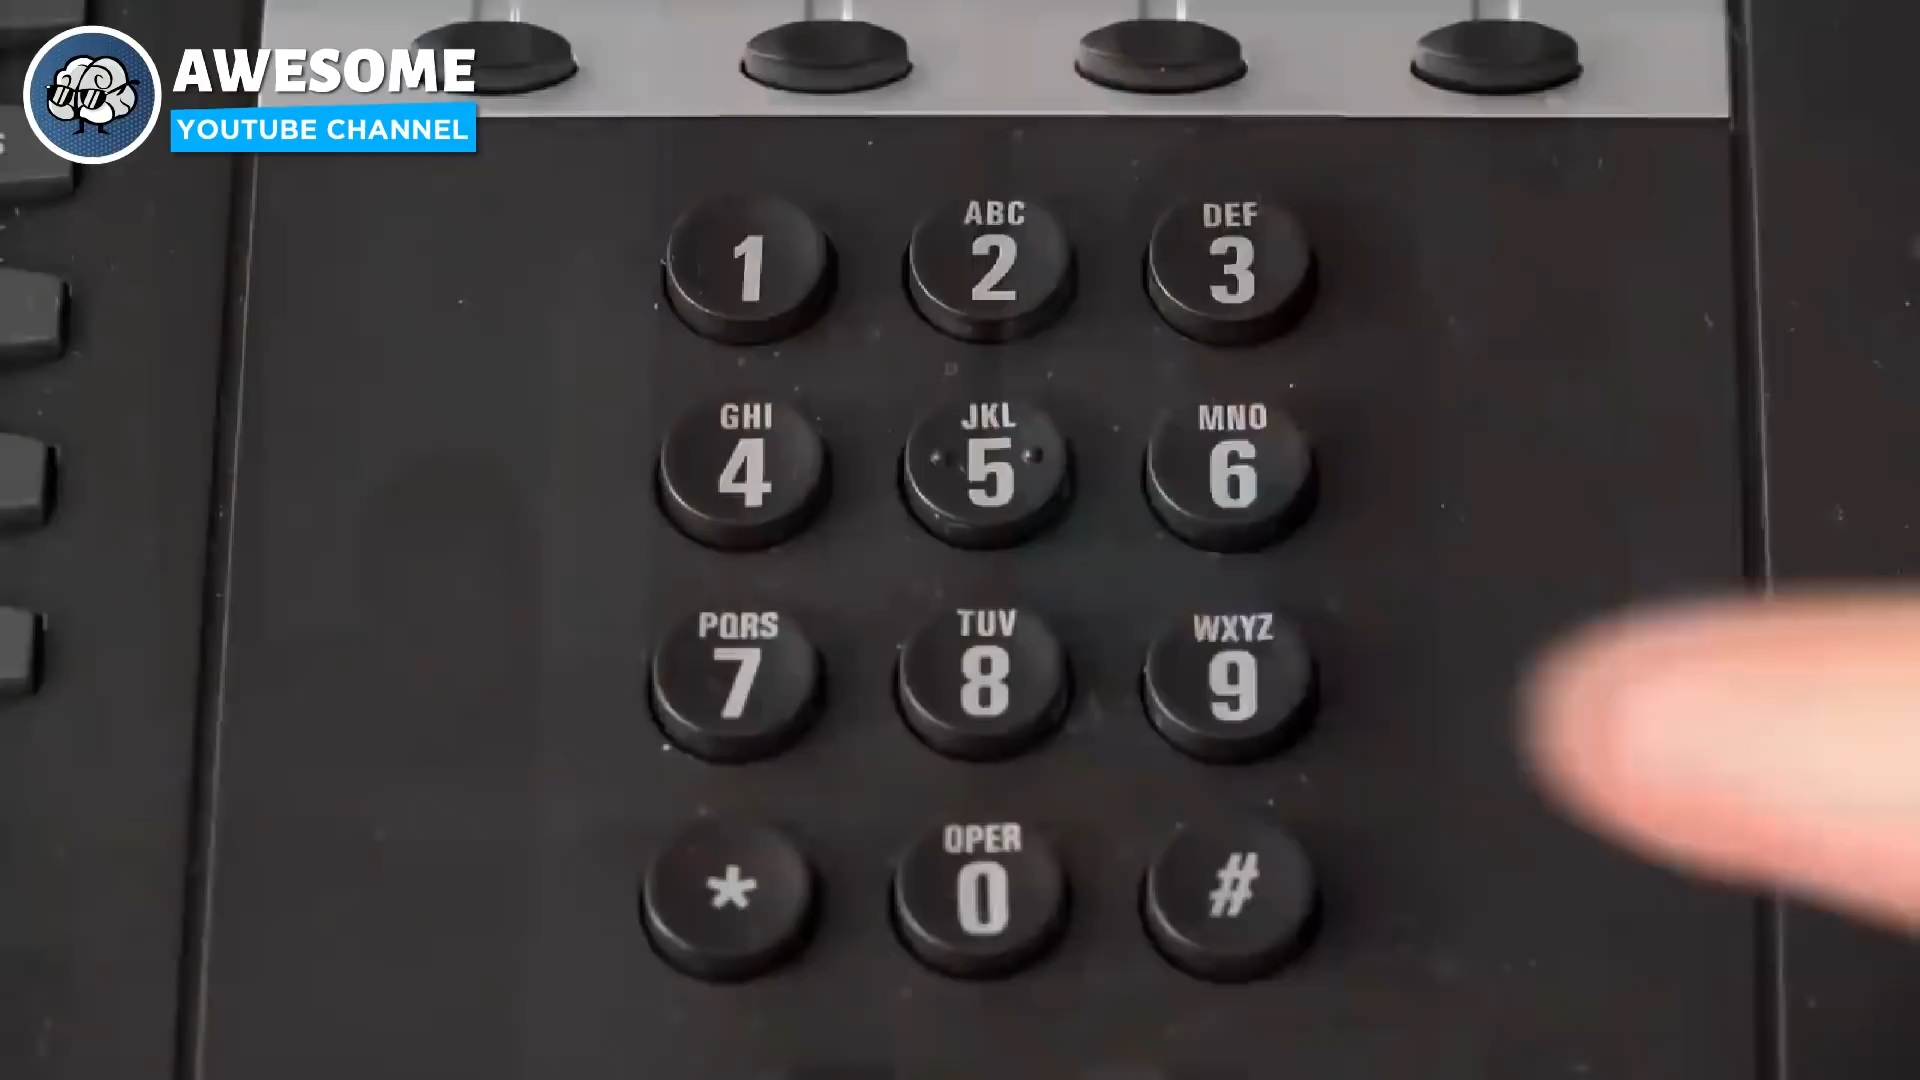 AWESOME
YOUTUBE CHANNEL
1
ABC
2
DEF
3
GHI
4
JKL
5
MNO
6
PQRS
7
TUV
8
WXYZ
9
*
OPER
0
#